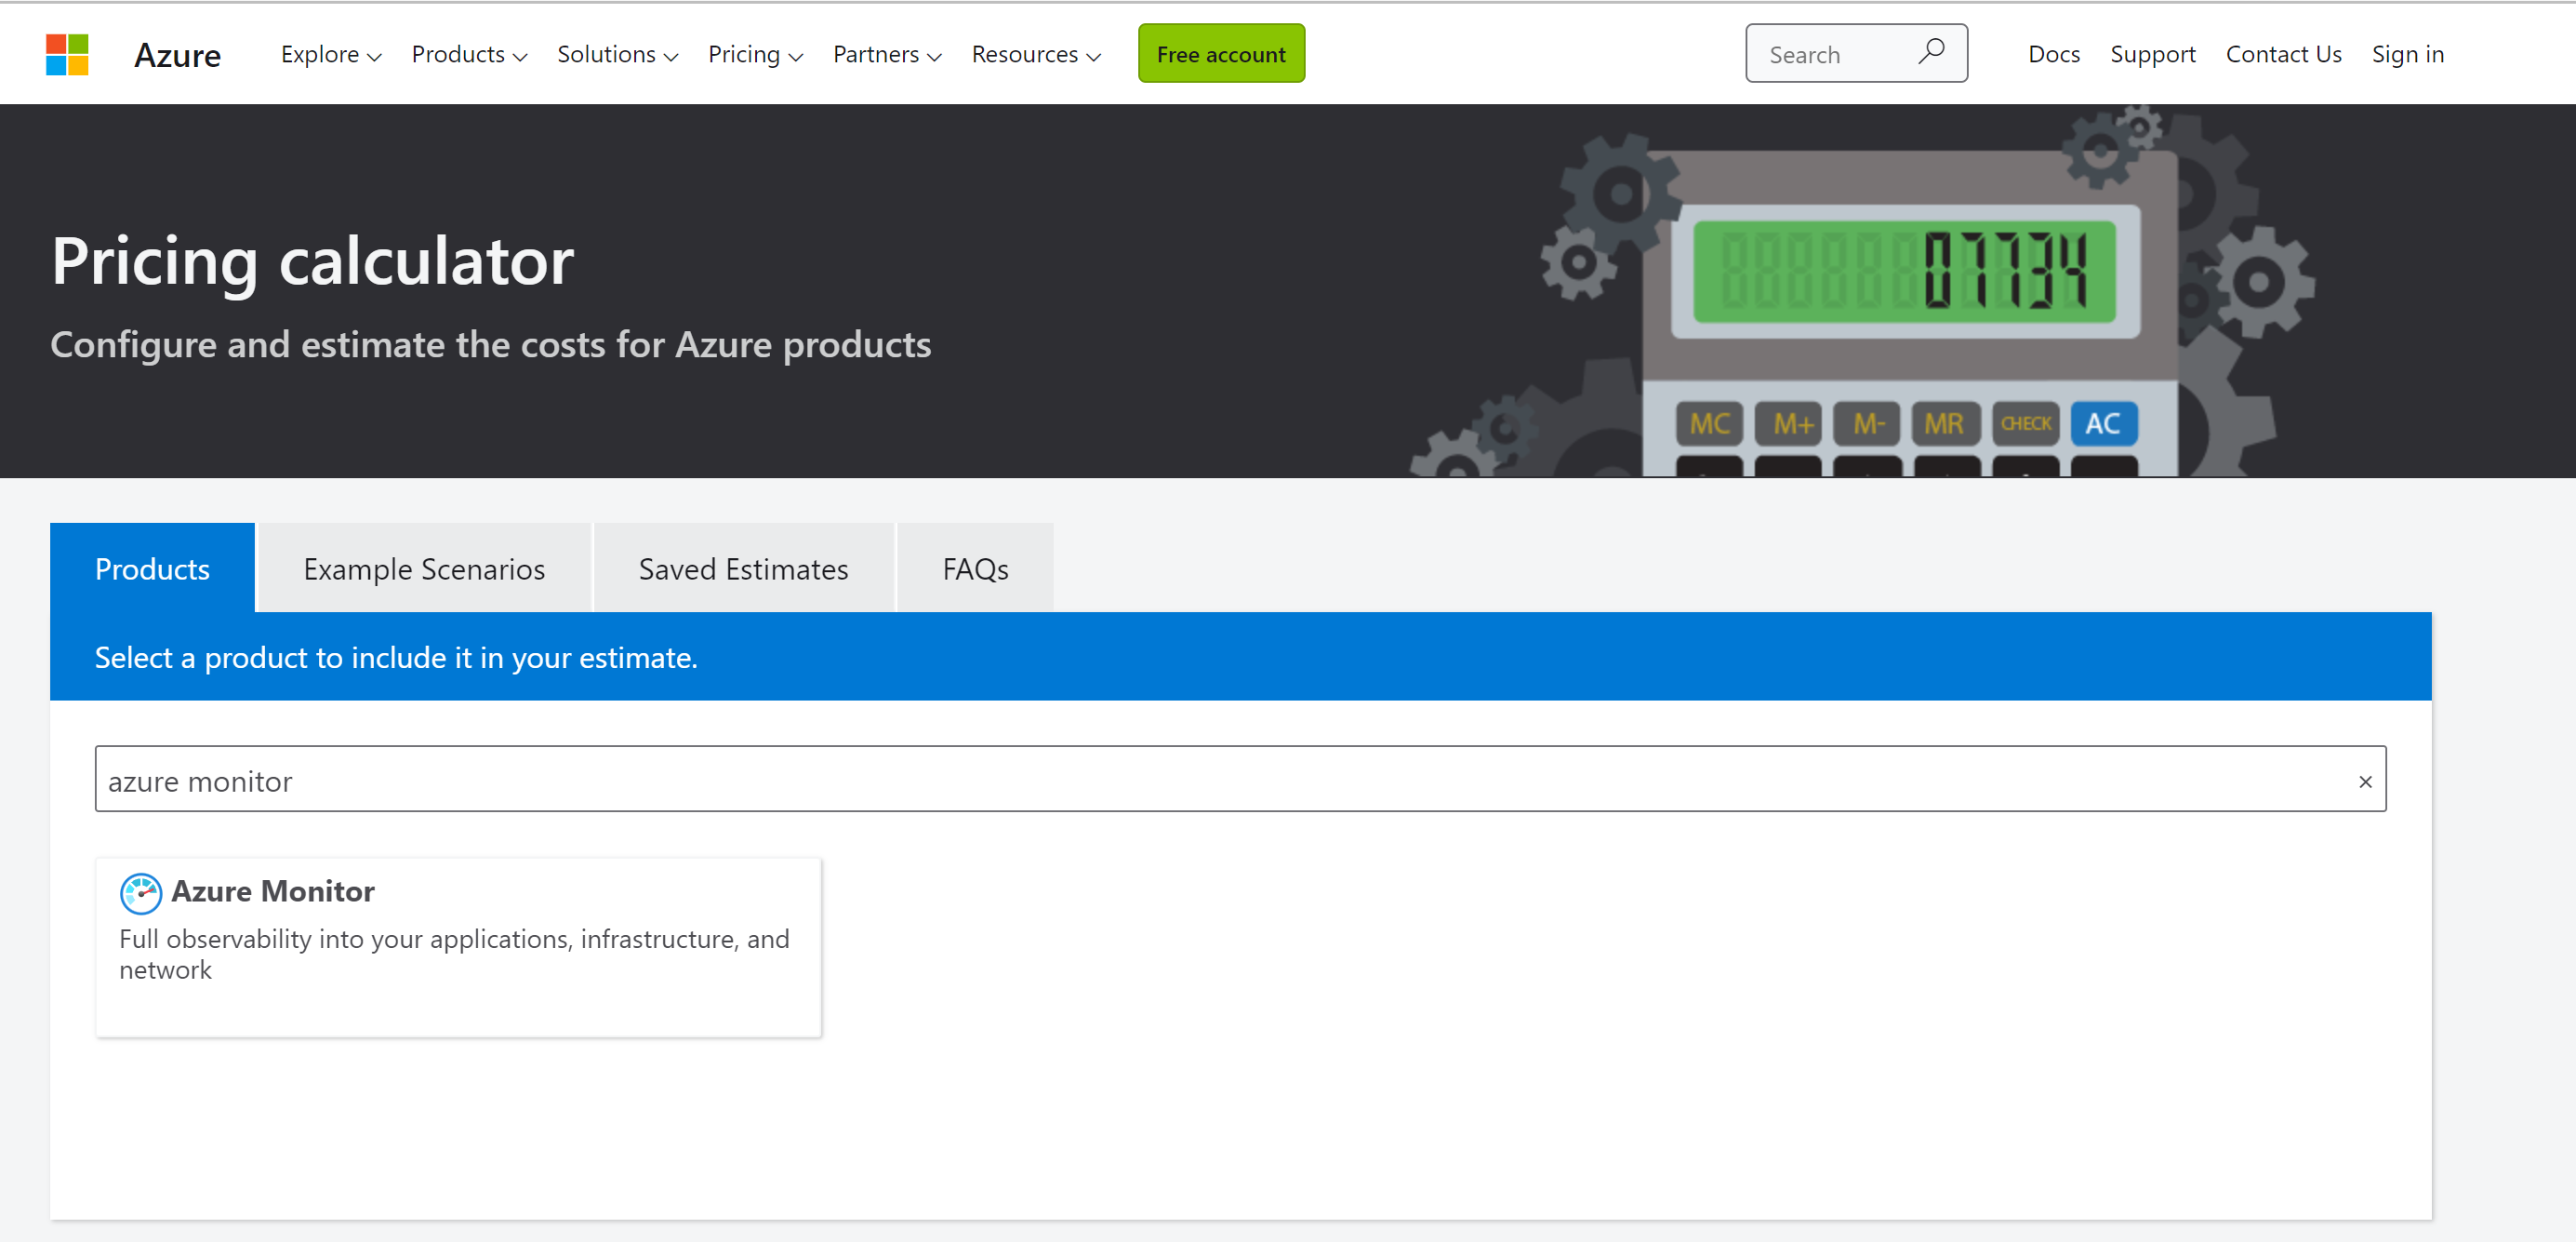 Azure
Explore Products Solutions Pricing Partners Resources Free account Search Docs Support Contact Us Sign in
Pricing calculator
Configure and estimate the costs for Azure products
01734
MC M+ M- MR CHECK AC
Products Example Scenarios Saved Estimates FAQs
Select a product to include it in your estimate.
azure monitor ×
Azure Monitor
Full observability into your applications, infrastructure, and
network